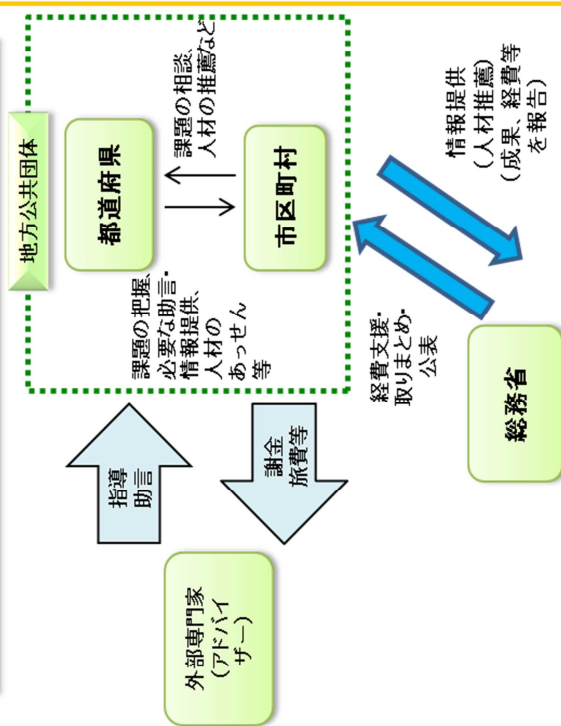 地方公共団体
都道府県
課題の相談、
人材の推薦など
市区町村
課題の把握、
必要な助言・
情報提供、
人材の
あっせん
等
指導
助言
謝金
旅費等
外部専門家
（アドバイ
ザー）
情報提供
（人材推薦）
（成果、経費等
を報告）
経費支援・
取りまとめ・
公表
総務省